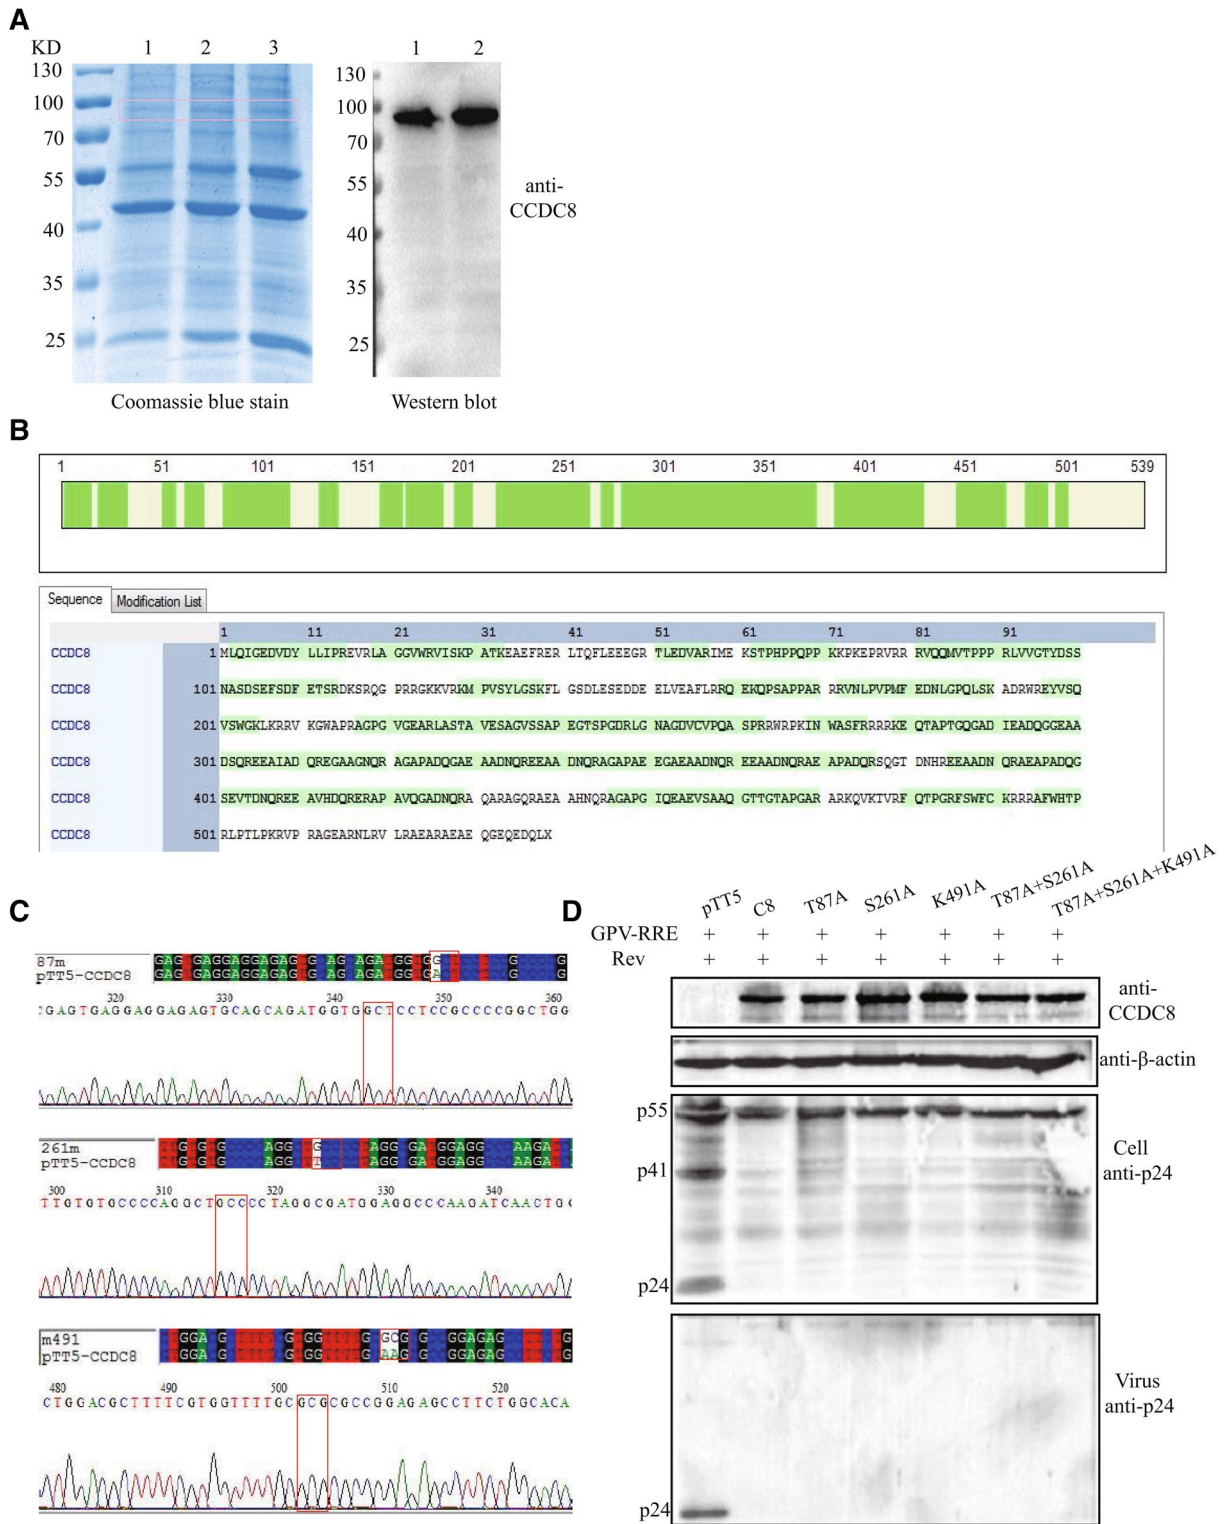 A
KD 1 2 3
130
100
70
55
40
35
25
Coomassie blue stain
1 2
130
100
70
55
40
35
25
anti-
CCDC8
Western blot
B
1 51 101 151 201 251 301 351 401 451 501 539
Sequence Modification List
1 11 21 31 41 51 61 71 81 91
CCDC8 1 MLQIGEDVDY LLIPREVRLA GGVWRVISKP ATKEAEFRER LTQFLEEEGR TLEDVARIME KSTPHPPQPP KKPKEPRVRR RVQQMVTPPP RLVVGTYDSS
CCDC8 101 NASDSEFSDF ETSRDKSRQG PRRGKKVRKM PVSYLGSKFL GSDLESEDDE ELVEAFLRRQ EKQPSAPPAR RRVNLPVPMF EDNLGPQLSK ADRWREYVSQ
CCDC8 201 VSWGKLKRRV KGWAPRAGPG VGEARLASTA VESAGVSSAP EGTSPGDRLG NAGDVCVPQA SPRRWRPKIN WASFRRRRKE QTAPTGQGAD IEADQGGEAA
CCDC8 301 DSQREEAIAD QREGAAGNQR AGAPADQGAE AADNQREEAA DNQRAGAPAE EGAEAADNQR EEAADNQRAE APADQRSQGT DNHREEAADN QRAEAPADQG
CCDC8 401 SEVTDNQREE AVHDQRERAP AVQGADNQRA QARAGQRAEA AHNQRAGAPG IQEAEVSAAQ GTTGTAPGAR ARKQVKTVRF QTPGRFSWFC KRRRAFWHTP
CCDC8 501 RLPTLPKRVP RAGEARNLRV LRAEARAEAE QGEQEDQLX
C
87m
pTT5-CCDC8
320 330 340 350 360
GAGTGAGGAGGAGAGTGCAGCAGATGGTGGCTCCTCCGCCCCGGCTGG
261m
pTT5-CCDC8
300 310 320 330 340
TTGTGTGCCCCAGGCTGCCCCTAGGCGATGGAGGCCCAAGATCAACTGG
m491
pTT5-CCDC8
480 490 500 510 520
CTGGACGCTTTTCGTGGTTTTGCGCGCGCCGGAGAGCCTTCTGGCACA
D
pTT5 C8 T87A S261A K491A T87A+S261A T87A+S261A+K491A
GPV-RRE + + + + + + +
Rev + + + + + + +
anti-
CCDC8
anti-β-actin
p55
p41
p24
Cell
anti-p24
Virus
anti-p24
p24